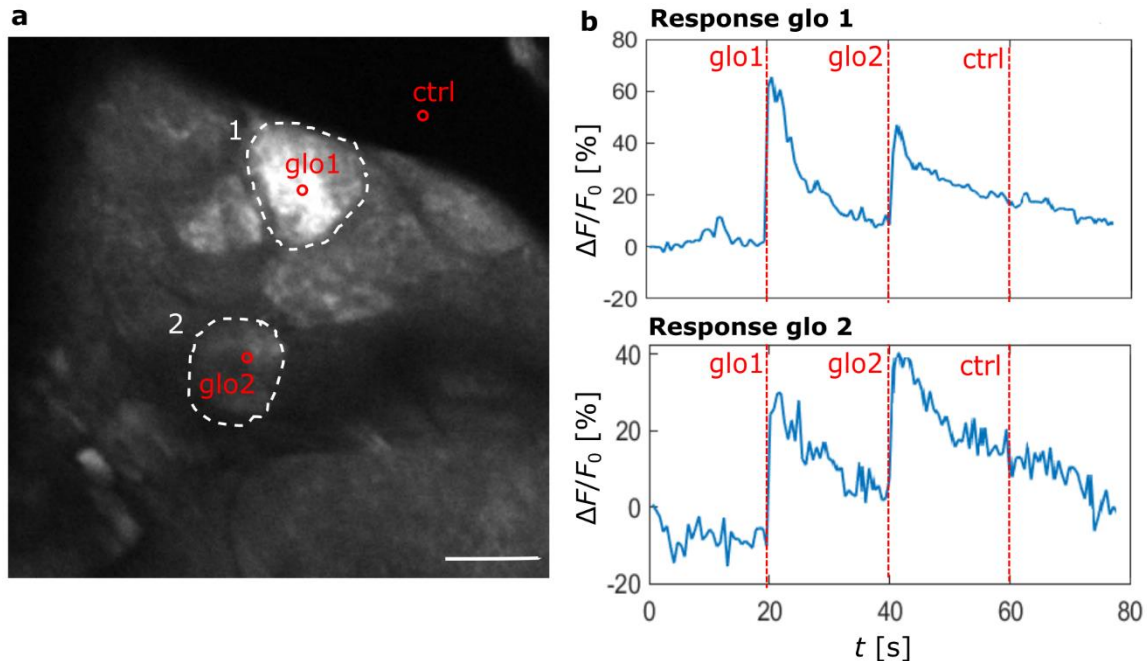 a
ctrl
1
glo1
2
glo2
b
Response glo 1
80
60
40
20
0
-20
glo1
glo2
ctrl
ΔF/F0 [%]
Response glo 2
40
20
0
-20
glo1
glo2
ctrl
ΔF/F0 [%]
0 20 40 60 80
t [s]